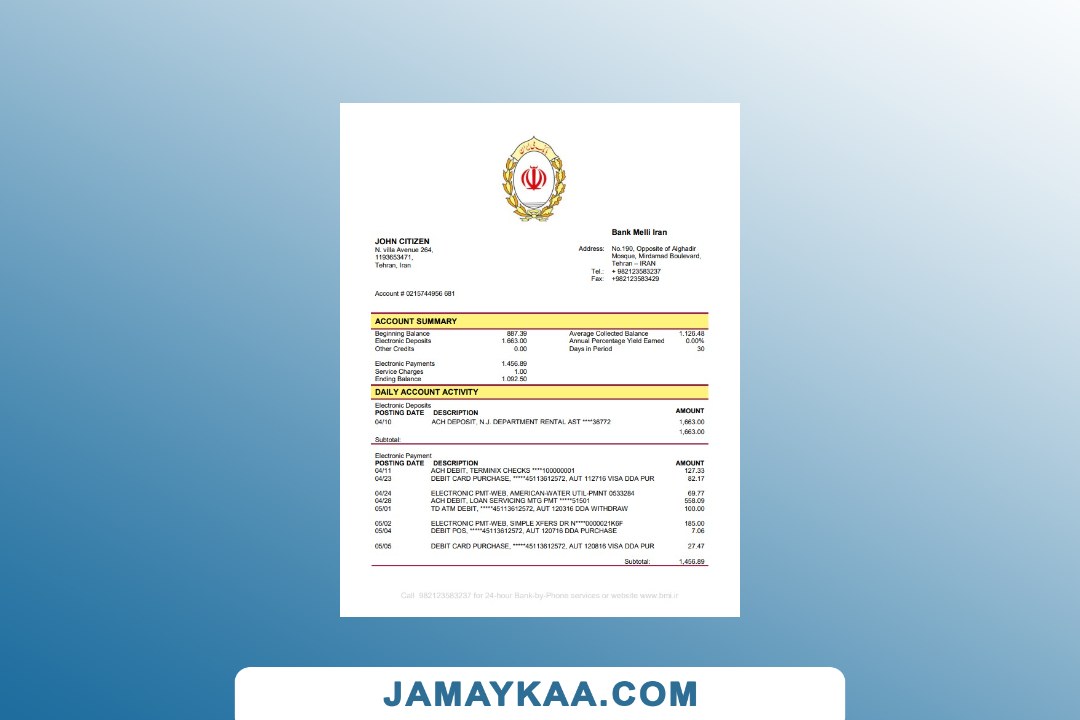 JOHN CITIZEN
N. villa Avenue 264,
1193653471,
Tehran, Iran
Bank Melli Iran
Address: No.190, Opposite of Alghadir
Mosque, Mirdamad Boulevard,
Tehran – IRAN
Tel.: + 982123583237
Fax: +982123583429
Account # 0215744956 681
ACCOUNT SUMMARY
Beginning Balance 887.39 Average Collected Balance 1.126.48
Electronic Deposits 1.663.00 Annual Percentage Yield Earned 0.00%
Other Credits 0.00 Days in Period 30
Electronic Payments 1.456.89
Service Charges 1.00
Ending Balance 1.092.50
DAILY ACCOUNT ACTIVITY
Electronic Deposits
POSTING DATE DESCRIPTION AMOUNT
04/10 ACH DEPOSIT, N.J. DEPARTMENT RENTAL AST ****36772 1,663.00
1,663.00
Subtotal:
Electronic Payment
POSTING DATE DESCRIPTION AMOUNT
04/11 ACH DEBIT, TERMINIX CHECKS ****100000001 127.33
04/23 DEBIT CARD PURCHASE, *****45113612572, AUT 112716 VISA DDA PUR 82.17
04/24 ELECTRONIC PMT-WEB, AMERICAN-WATER UTIL-PMNT 0533284 69.77
04/28 ACH DEBIT, LOAN SERVICING MTG PMT *****51501 558.09
05/01 TD ATM DEBIT, *****45113612572, AUT 120316 DDA WITHDRAW 100.00
05/02 ELECTRONIC PMT-WEB, SIMPLE XFERS DR N****0000021K6F 185.00
05/04 DEBIT POS, *****45113612572, AUT 120716 DDA PURCHASE 7.06
05/05 DEBIT CARD PURCHASE, *****45113612572, AUT 120816 VISA DDA PUR 27.47
Subtotal: 1,456.89
Call 982123583237 for 24-hour Bank-by-Phone services or website www.bmi.ir
JAMAYKAA.COM